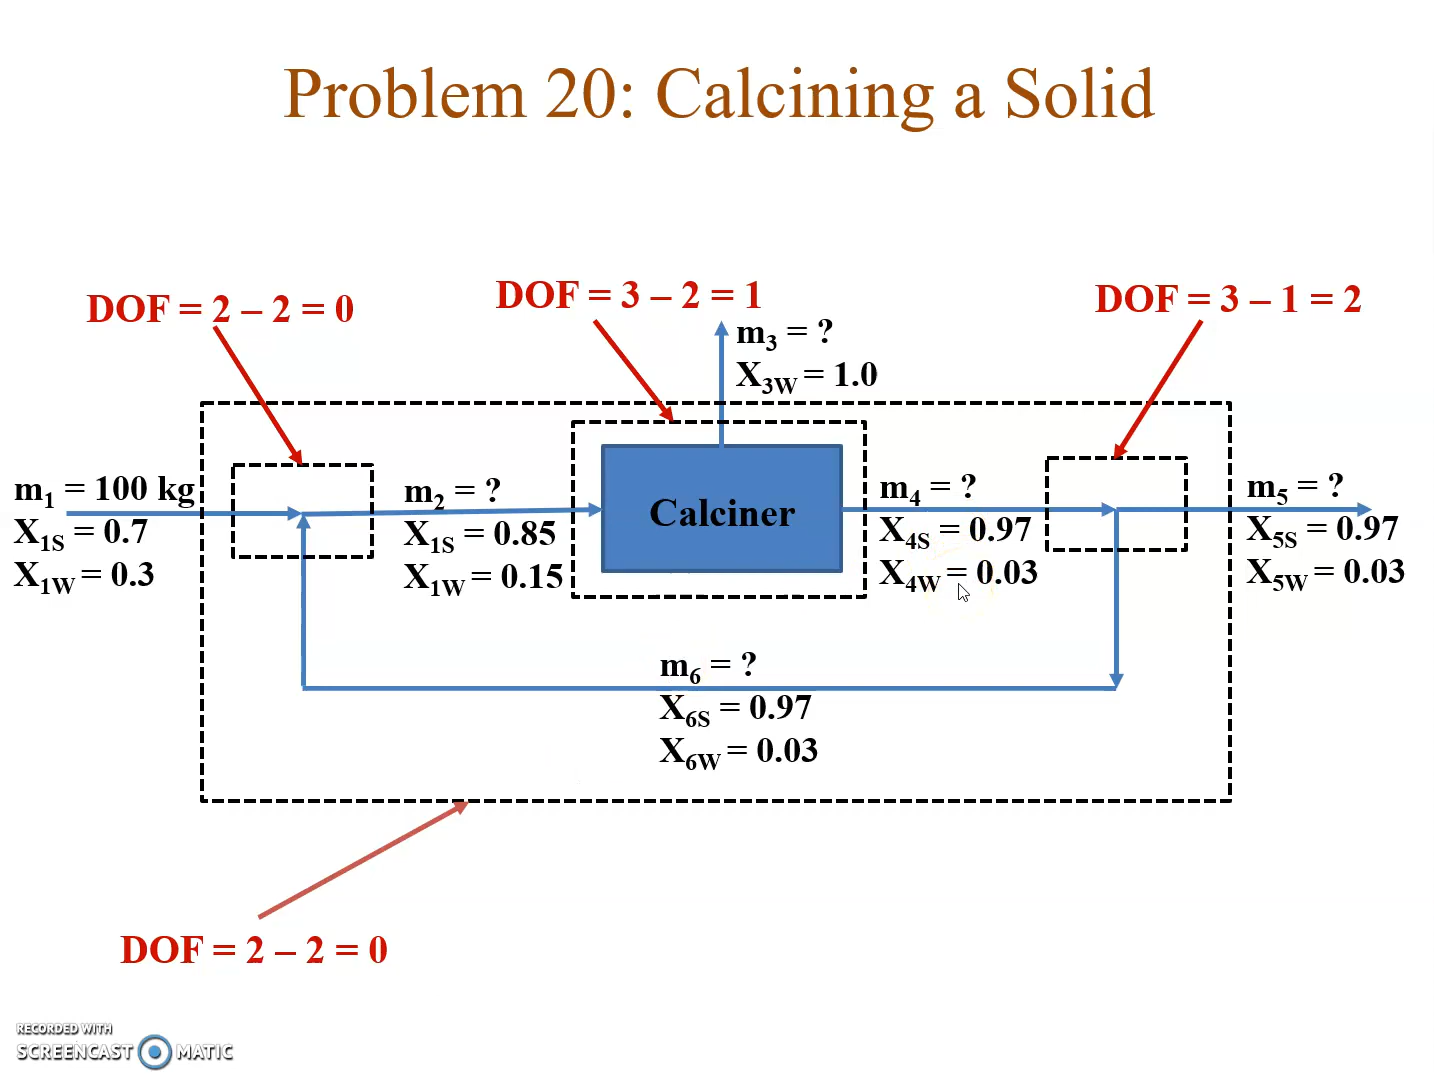 Problem 20: Calcining a Solid
DOF = 2 – 2 = 0
DOF = 3 – 2 = 1
DOF = 3 – 1 = 2
m3 = ?
X3W = 1.0
m1 = 100 kg
X1S = 0.7
X1W = 0.3
m2 = ?
X1S = 0.85
X1W = 0.15
Calciner
m4 = ?
X4S = 0.97
X4W = 0.03
m5 = ?
X5S = 0.97
X5W = 0.03
m6 = ?
X6S = 0.97
X6W = 0.03
DOF = 2 – 2 = 0
RECORDED WITH
SCREENCAST MATIC